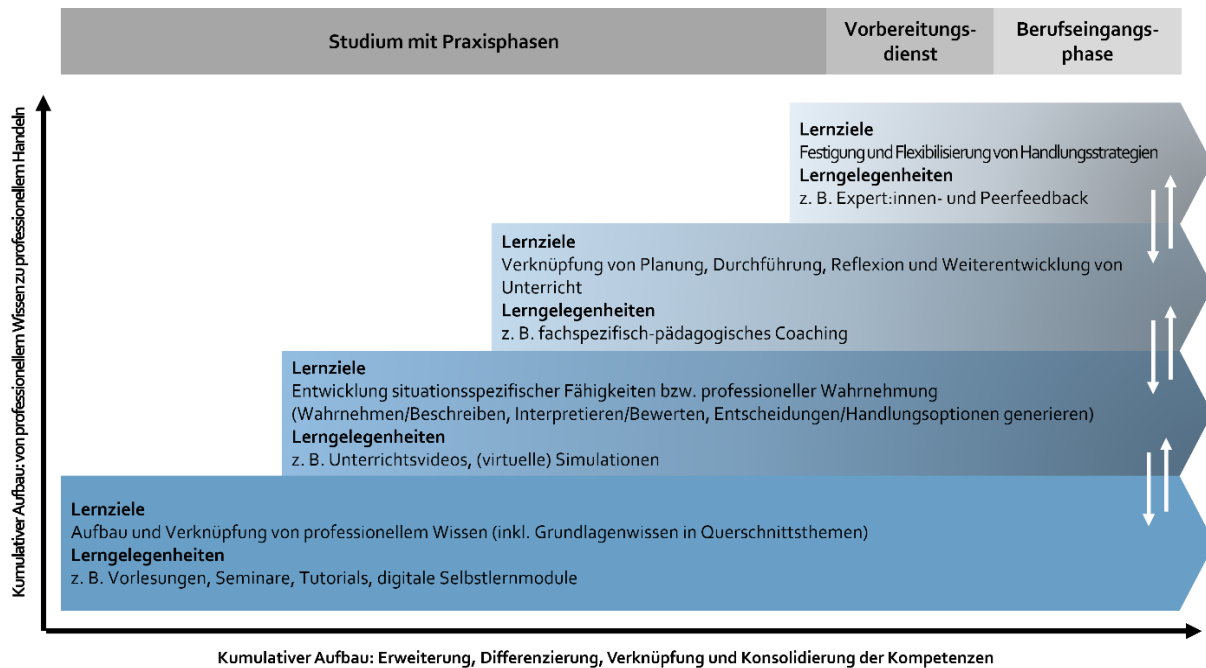 Studium mit Praxisphasen
Vorbereitungs-
dienst
Berufseingangs-
phase
Kumulativer Aufbau: von professionellem Wissen zu professionellem Handeln
Lernziele
Festigung und Flexibilisierung von Handlungsstrategien
Lerngelegenheiten
z. B. Expert:innen- und Peerfeedback
Lernziele
Verknüpfung von Planung, Durchführung, Reflexion und Weiterentwicklung von
Unterricht
Lerngelegenheiten
z. B. fachspezifisch-pädagogisches Coaching
Lernziele
Entwicklung situationsspezifischer Fähigkeiten bzw. professioneller Wahrnehmung
(Wahrnehmen/Beschreiben, Interpretieren/Bewerten, Entscheidungen/Handlungsoptionen generieren)
Lerngelegenheiten
z. B. Unterrichtsvideos, (virtuelle) Simulationen
Lernziele
Aufbau und Verknüpfung von professionellem Wissen (inkl. Grundlagenwissen in Querschnittsthemen)
Lerngelegenheiten
z. B. Vorlesungen, Seminare, Tutorials, digitale Selbstlernmodule
Kumulativer Aufbau: Erweiterung, Differenzierung, Verknüpfung und Konsolidierung der Kompetenzen